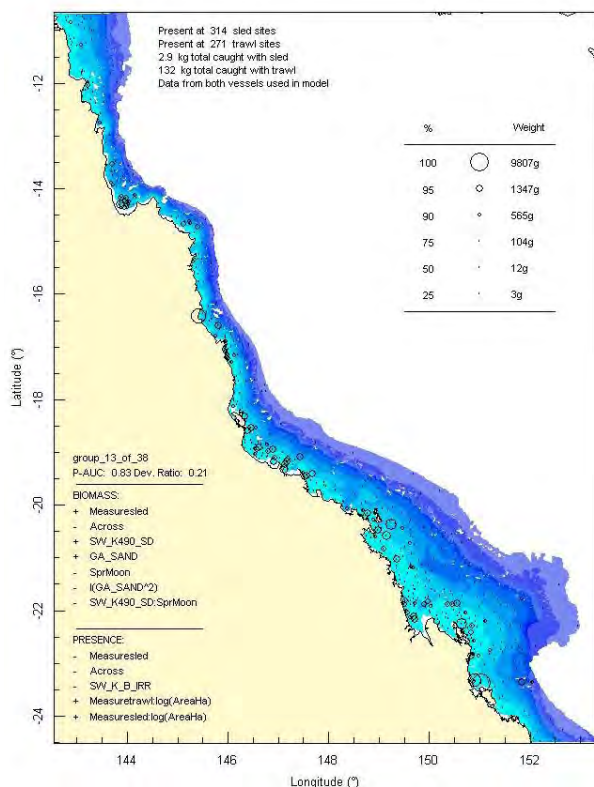 Present at 314 sled sites
Present at 271 trawl sites
2.9 kg total caught with sled
132 kg total caught with trawl
Data from both vessels used in model
% Weight
100 9807g
95 1347g
90 565g
75 104g
50 12g
25 3g
-12
-14
-16
-18
-20
-22
-24
Latitude (°)
group_13_of_38
P-AUC: 0.83 Dev. Ratio: 0.21
BIOMASS:
+ Measuresled
- Across
+ SW_K490_SD
+ GA_SAND
- SprMoon
- I(GA_SAND^2)
- SW_K490_SD:SprMoon
PRESENCE:
- Measuresled
- Across
- SW_K_B_IRR
+ Measuretrawl:log(AreaHa)
+ Measuresled:log(AreaHa)
144 146 148 150 152
Longitude (°)